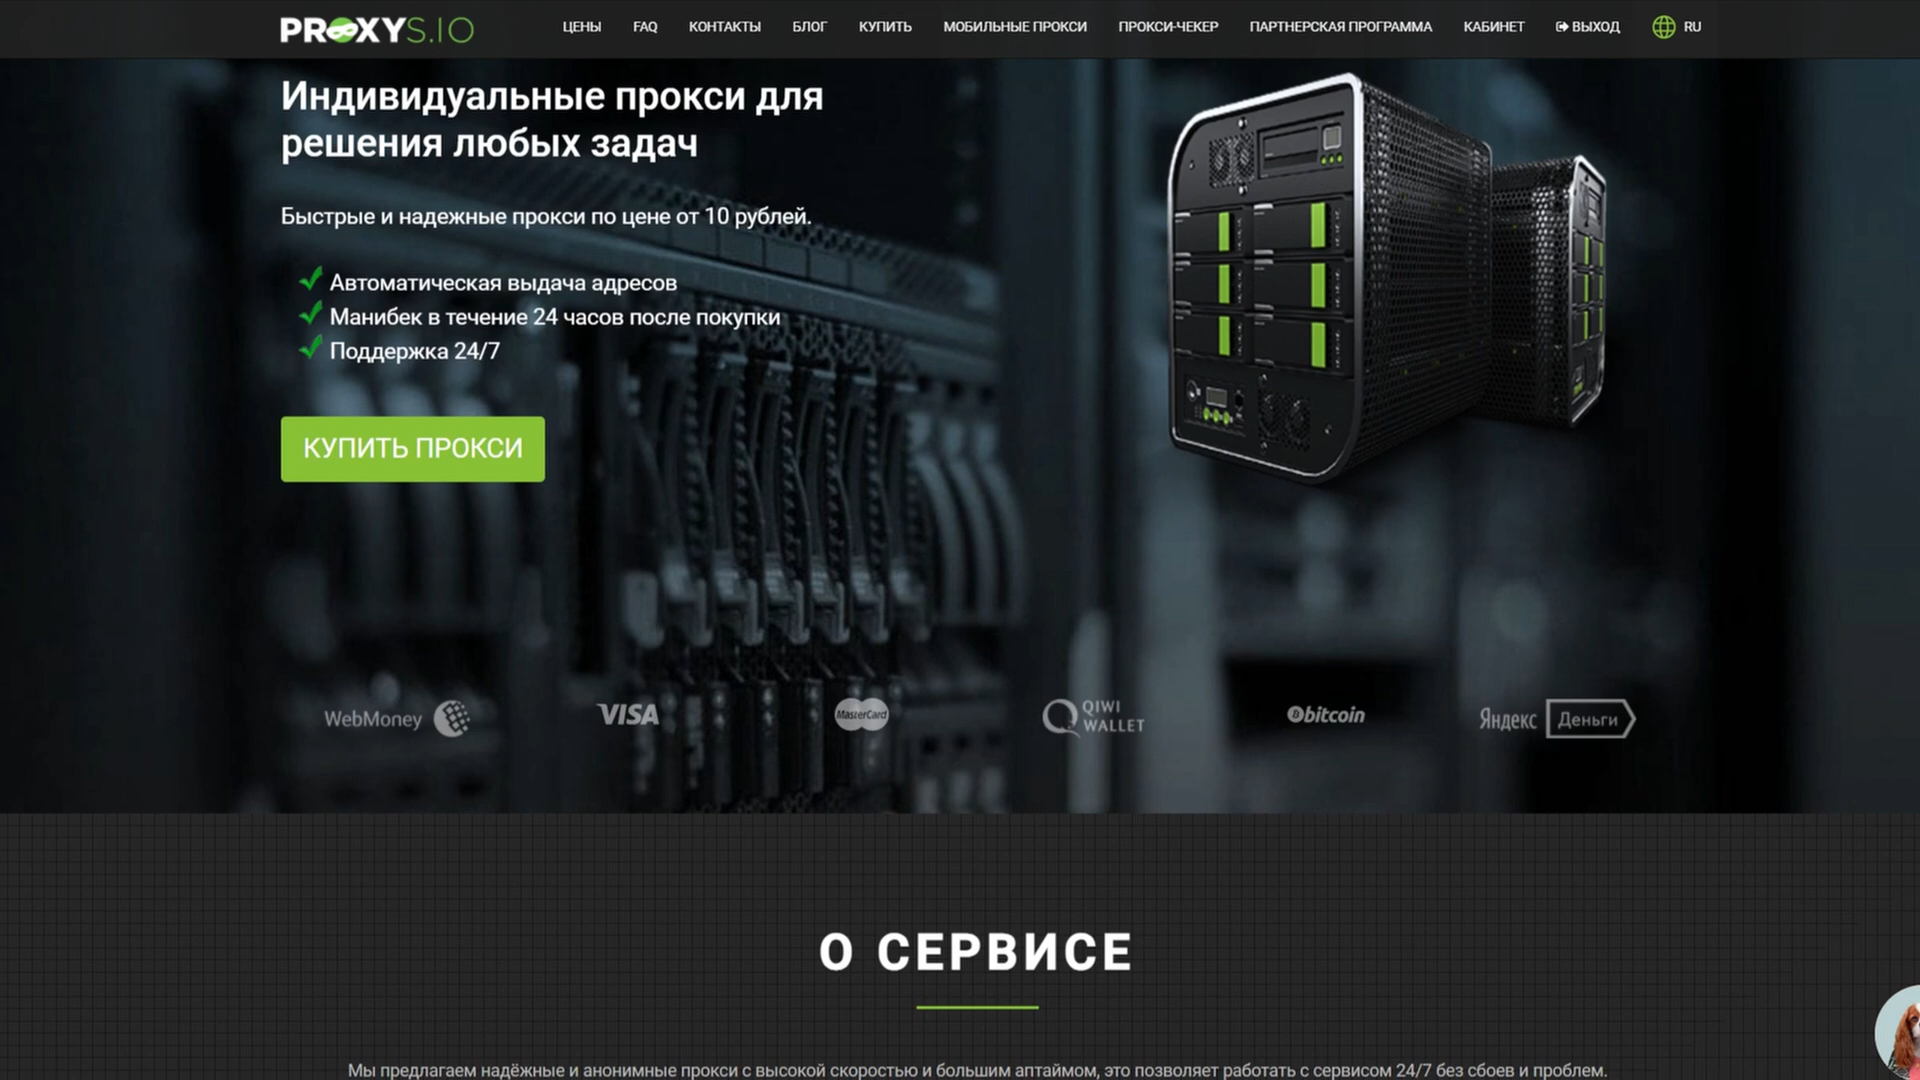 PROXYS.IO
ЦЕНЫ
FAQ
КОНТАКТЫ
БЛОГ
КУПИТЬ
МОБИЛЬНЫЕ ПРОКСИ
ПРОКСИ-ЧЕКЕР
ПАРТНЕРСКАЯ ПРОГРАММА
КАБИНЕТ
ВЫХОД
RU
Индивидуальные прокси для
решения любых задач
Быстрые и надежные прокси по цене от 10 рублей.
Автоматическая выдача адресов
Манибек в течение 24 часов после покупки
Поддержка 24/7
КУПИТЬ ПРОКСИ
WebMoney
VISA
MasterCard
QIWI
WALLET
bitcoin
Яндекс Деньги
О СЕРВИСЕ
Мы предлагаем надёжные и анонимные прокси с высокой скоростью и большим аптаймом, это позволяет работать с сервисом 24/7 без сбоев и проблем.